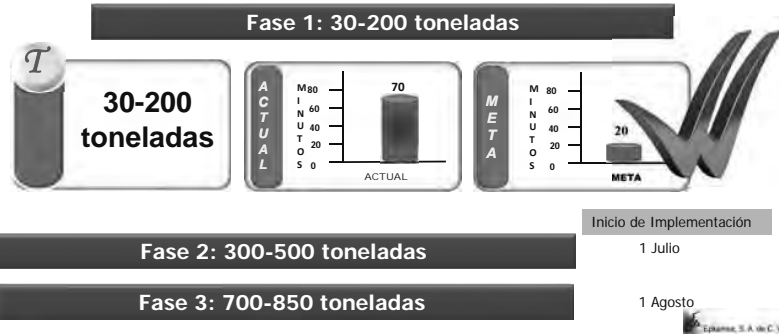 Fase 1: 30-200 toneladas
T
30-200
toneladas
ACTUAL
MINUTOS
80
60
40
20
0
70
ACTUAL
META
MINUTOS
80
60
40
20
0
20
META
Inicio de Implementación
Fase 2: 300-500 toneladas
1 Julio
Fase 3: 700-850 toneladas
1 Agosto